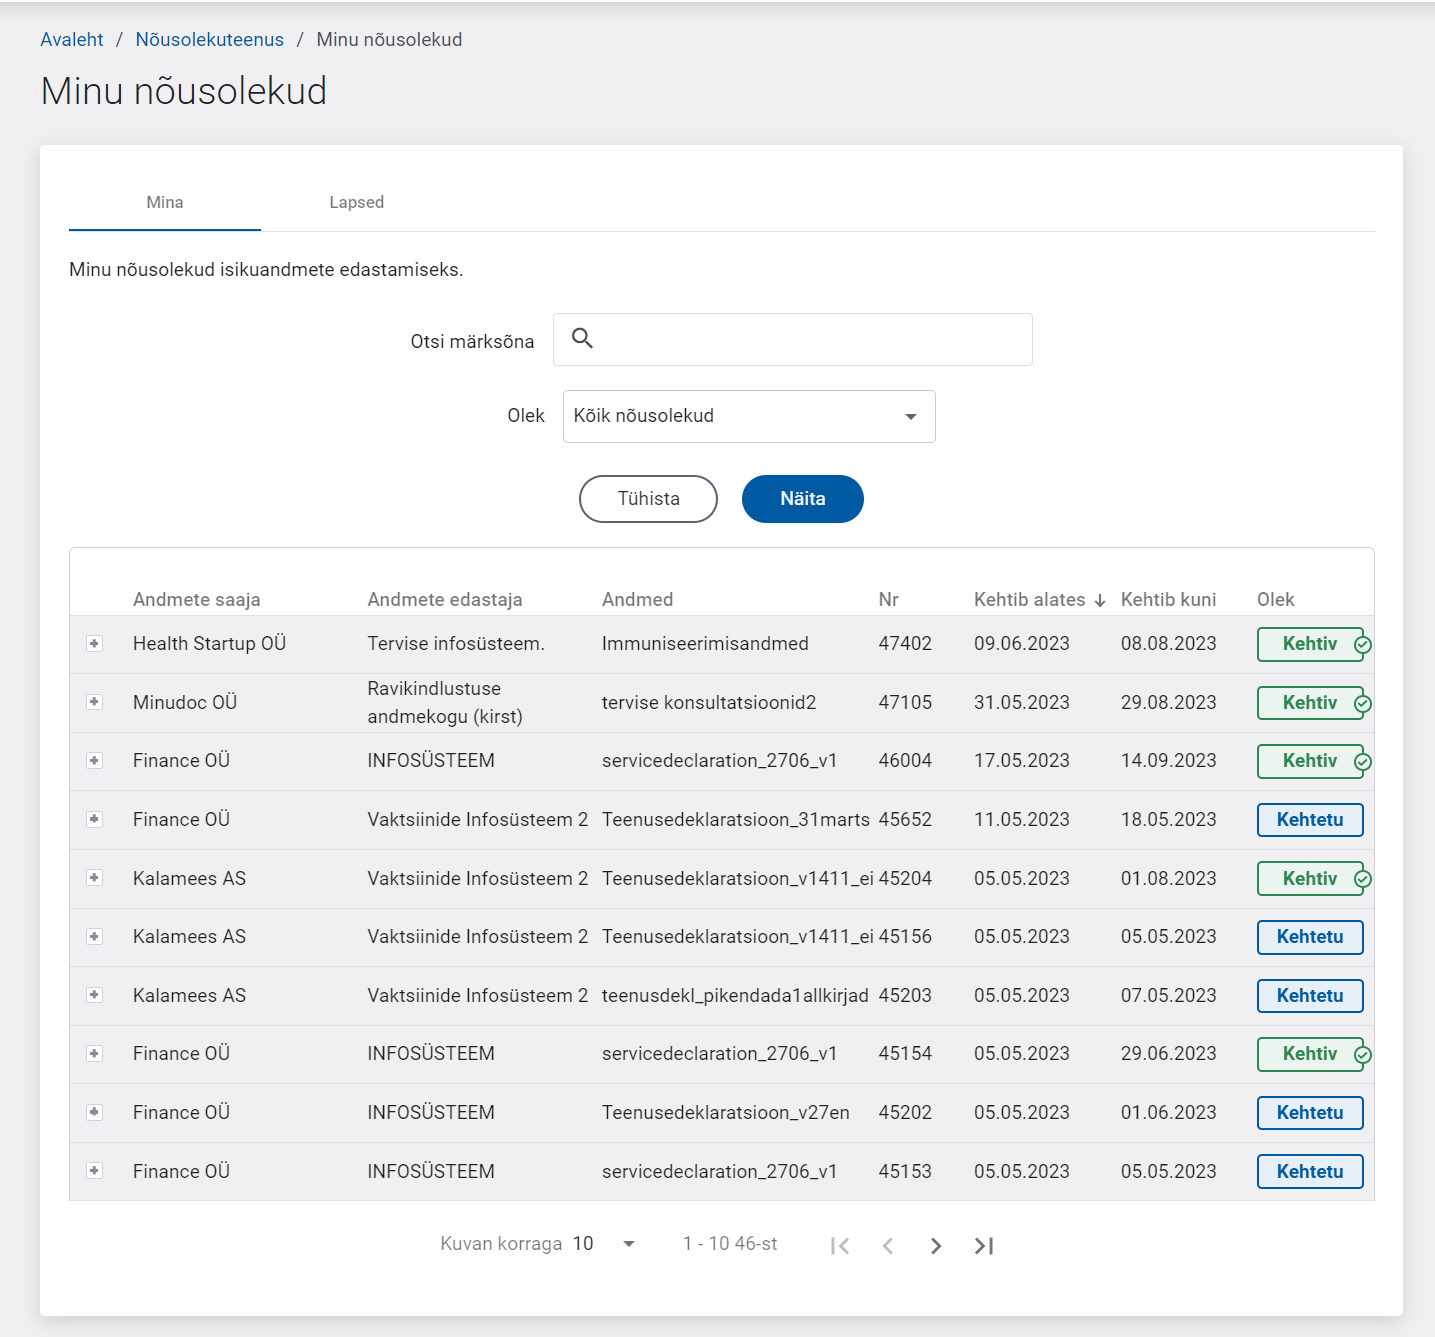 Avaleht / Nõusolekuteenus / Minu nõusolekud
Minu nõusolekud
Mina Lapsed
Minu nõusolekud isikuandmete edastamiseks.
Otsi märksõna
Olek Kõik nõusolekud
Tühista Näita
Andmete saaja Andmete edastaja Andmed Nr Kehtib alates Kehtib kuni Olek
Health Startup OÜ Tervise infosüsteem. Immuniseerimisandmed 47402 09.06.2023 08.08.2023 Kehtiv
Minudoc OÜ Ravikindlustuse andmekogu (kirst) tervise konsultatsioonid2 47105 31.05.2023 29.08.2023 Kehtiv
Finance OÜ INFOSÜSTEEM servicedeclaration_2706_v1 46004 17.05.2023 14.09.2023 Kehtiv
Finance OÜ Vaktsiinide Infosüsteem 2 Teenusedeklaratsioon_31marts 45652 11.05.2023 18.05.2023 Kehtetu
Kalamees AS Vaktsiinide Infosüsteem 2 Teenusedeklaratsioon_v1411_ei 45204 05.05.2023 01.08.2023 Kehtiv
Kalamees AS Vaktsiinide Infosüsteem 2 Teenusedeklaratsioon_v1411_ei 45156 05.05.2023 05.05.2023 Kehtetu
Kalamees AS Vaktsiinide Infosüsteem 2 teenusdekl_pikendada1allkirjad 45203 05.05.2023 07.05.2023 Kehtetu
Finance OÜ INFOSÜSTEEM servicedeclaration_2706_v1 45154 05.05.2023 29.06.2023 Kehtiv
Finance OÜ INFOSÜSTEEM Teenusedeklaratsioon_v27en 45202 05.05.2023 01.06.2023 Kehtetu
Finance OÜ INFOSÜSTEEM servicedeclaration_2706_v1 45153 05.05.2023 05.05.2023 Kehtetu
Kuvan korraga 10 1 - 10 46-st